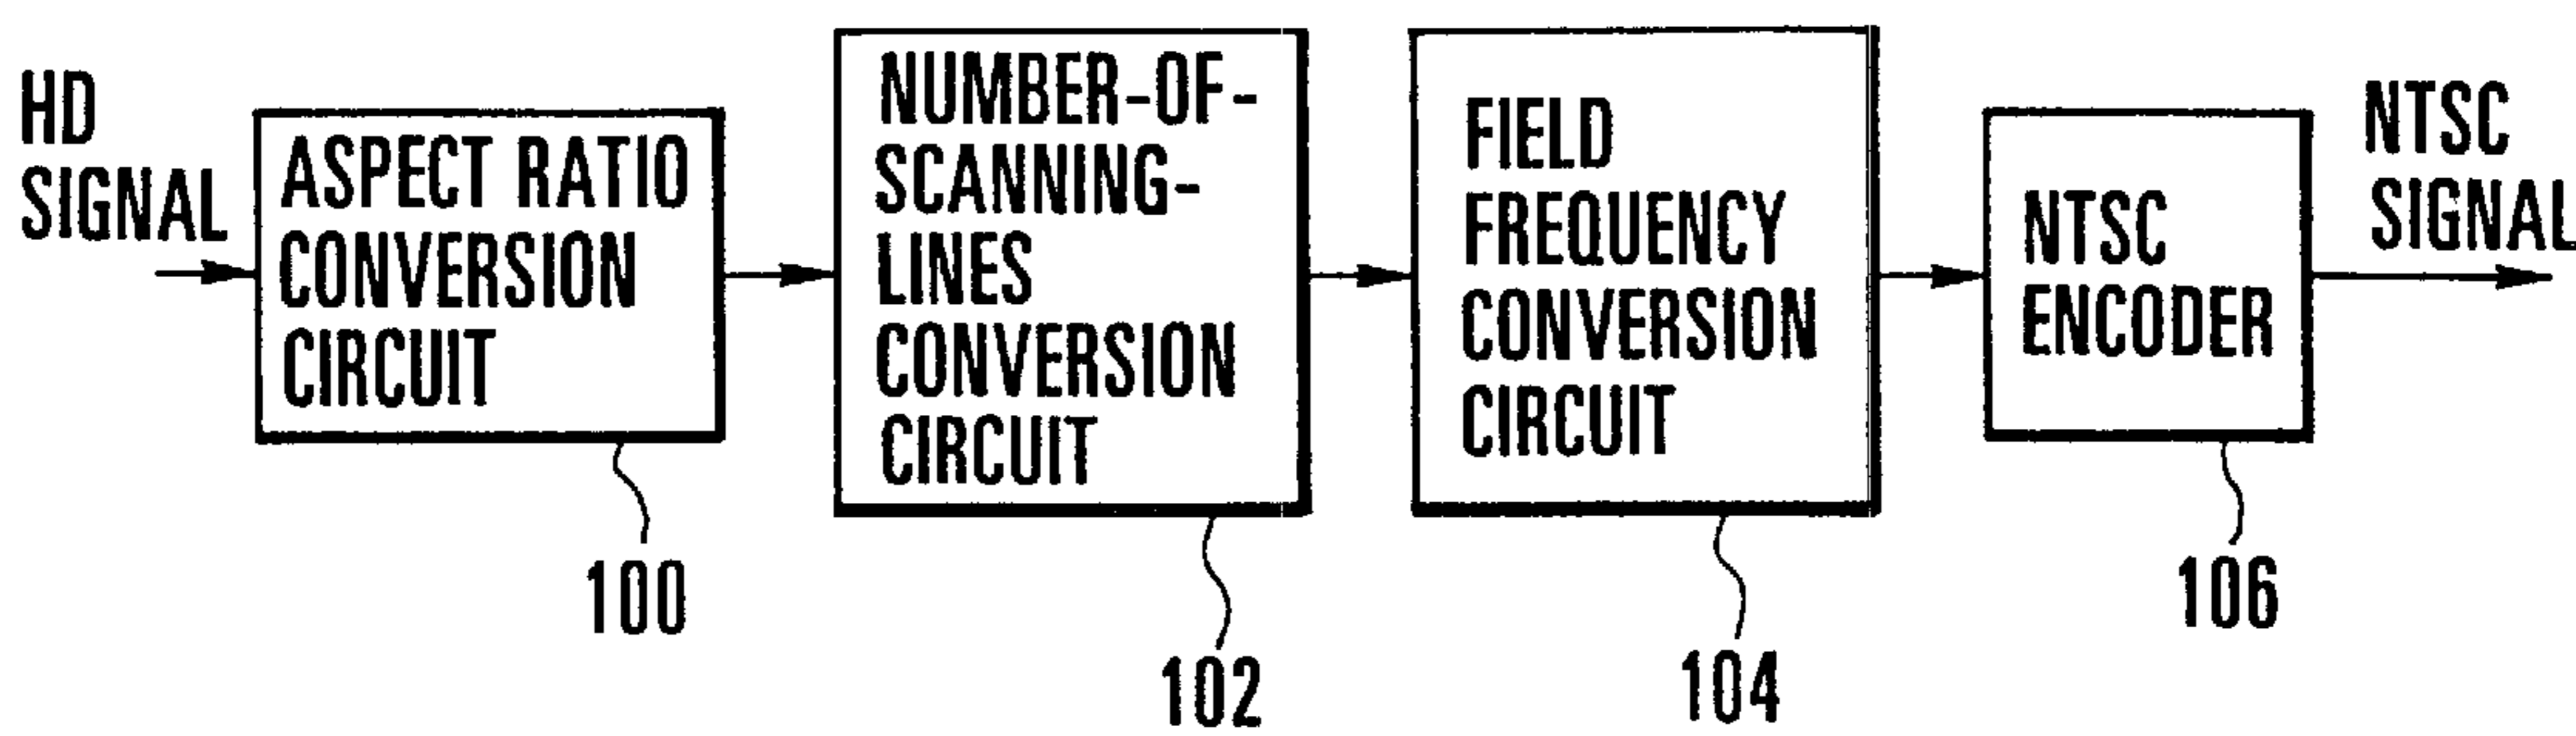 HD
SIGNAL
ASPECT RATIO
CONVERSION
CIRCUIT
100
NUMBER-OF-
SCANNING-
LINES
CONVERSION
CIRCUIT
102
FIELD
FREQUENCY
CONVERSION
CIRCUIT
104
NTSC
ENCODER
106
NTSC
SIGNAL